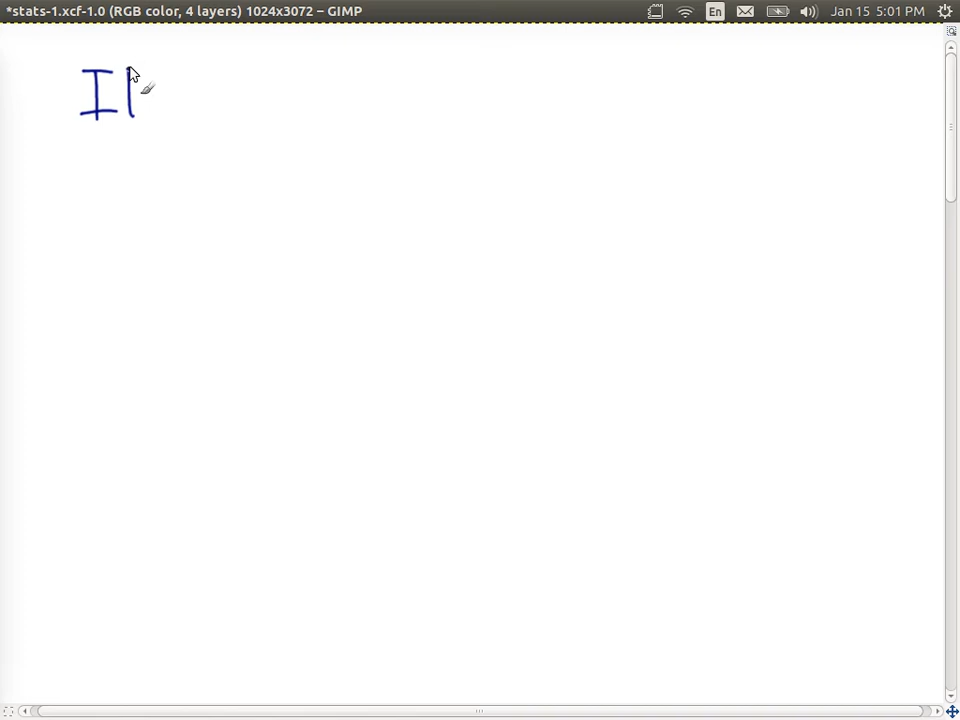 *stats-1.xcf-1.0 (RGB color, 4 layers) 1024x3072 – GIMP En Jan 15 5:01 PM
I